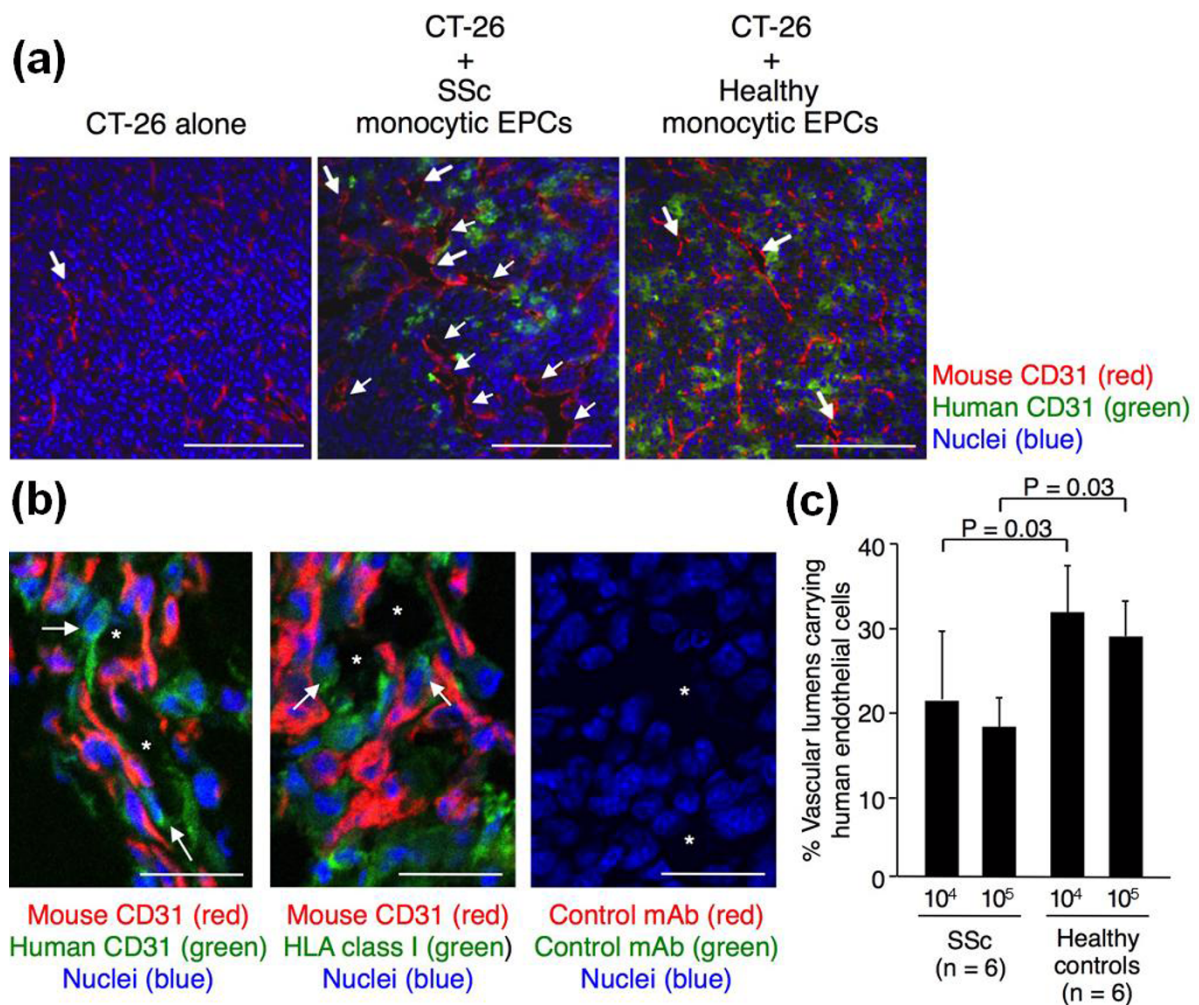 (a)
CT-26 alone
CT-26
+
SSc
monocytic EPCs
CT-26
+
Healthy
monocytic EPCs
Mouse CD31 (red)
Human CD31 (green)
Nuclei (blue)
(b)
*
*
*
*
*
*
Mouse CD31 (red)
Human CD31 (green)
Nuclei (blue)
Mouse CD31 (red)
HLA class I (green)
Nuclei (blue)
Control mAb (red)
Control mAb (green)
Nuclei (blue)
(c)
P = 0.03
P = 0.03
% Vascular lumens carrying
human endothelial cells
40
30
20
10
0
10⁴ 10⁵ 10⁴ 10⁵
SSc
(n = 6)
Healthy
controls
(n = 6)